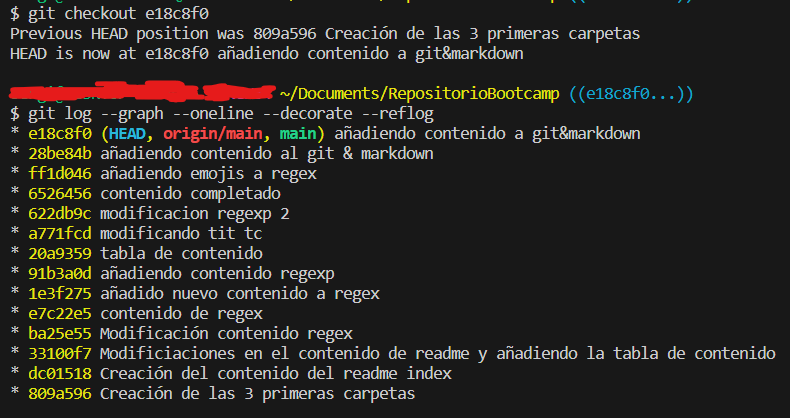 $ git checkout e18c8f0
Previous HEAD position was 809a596 Creación de las 3 primeras carpetas
HEAD is now at e18c8f0 añadiendo contenido a git&markdown
~/Documents/RepositorioBootcamp ((e18c8f0...))
$ git log --graph --oneline --decorate --reflog
* e18c8f0 (HEAD, origin/main, main) añadiendo contenido a git&markdown
* 28be84b añadiendo contenido al git & markdown
* ff1d046 añadiendo emojis a regex
* 6526456 contenido completado
* 622db9c modificacion regexp 2
* a771fcd modificando tit tc
* 20a9359 tabla de contenido
* 91b3a0d añadiendo contenido regexp
* 1e3f275 añadido nuevo contenido a regex
* e7c22e5 contenido de regex
* ba25e55 Modificación contenido regex
* 33100f7 Modificiaciones en el contenido de readme y añadiendo la tabla de contenido
* dc01518 Creación del contenido del readme index
* 809a596 Creación de las 3 primeras carpetas